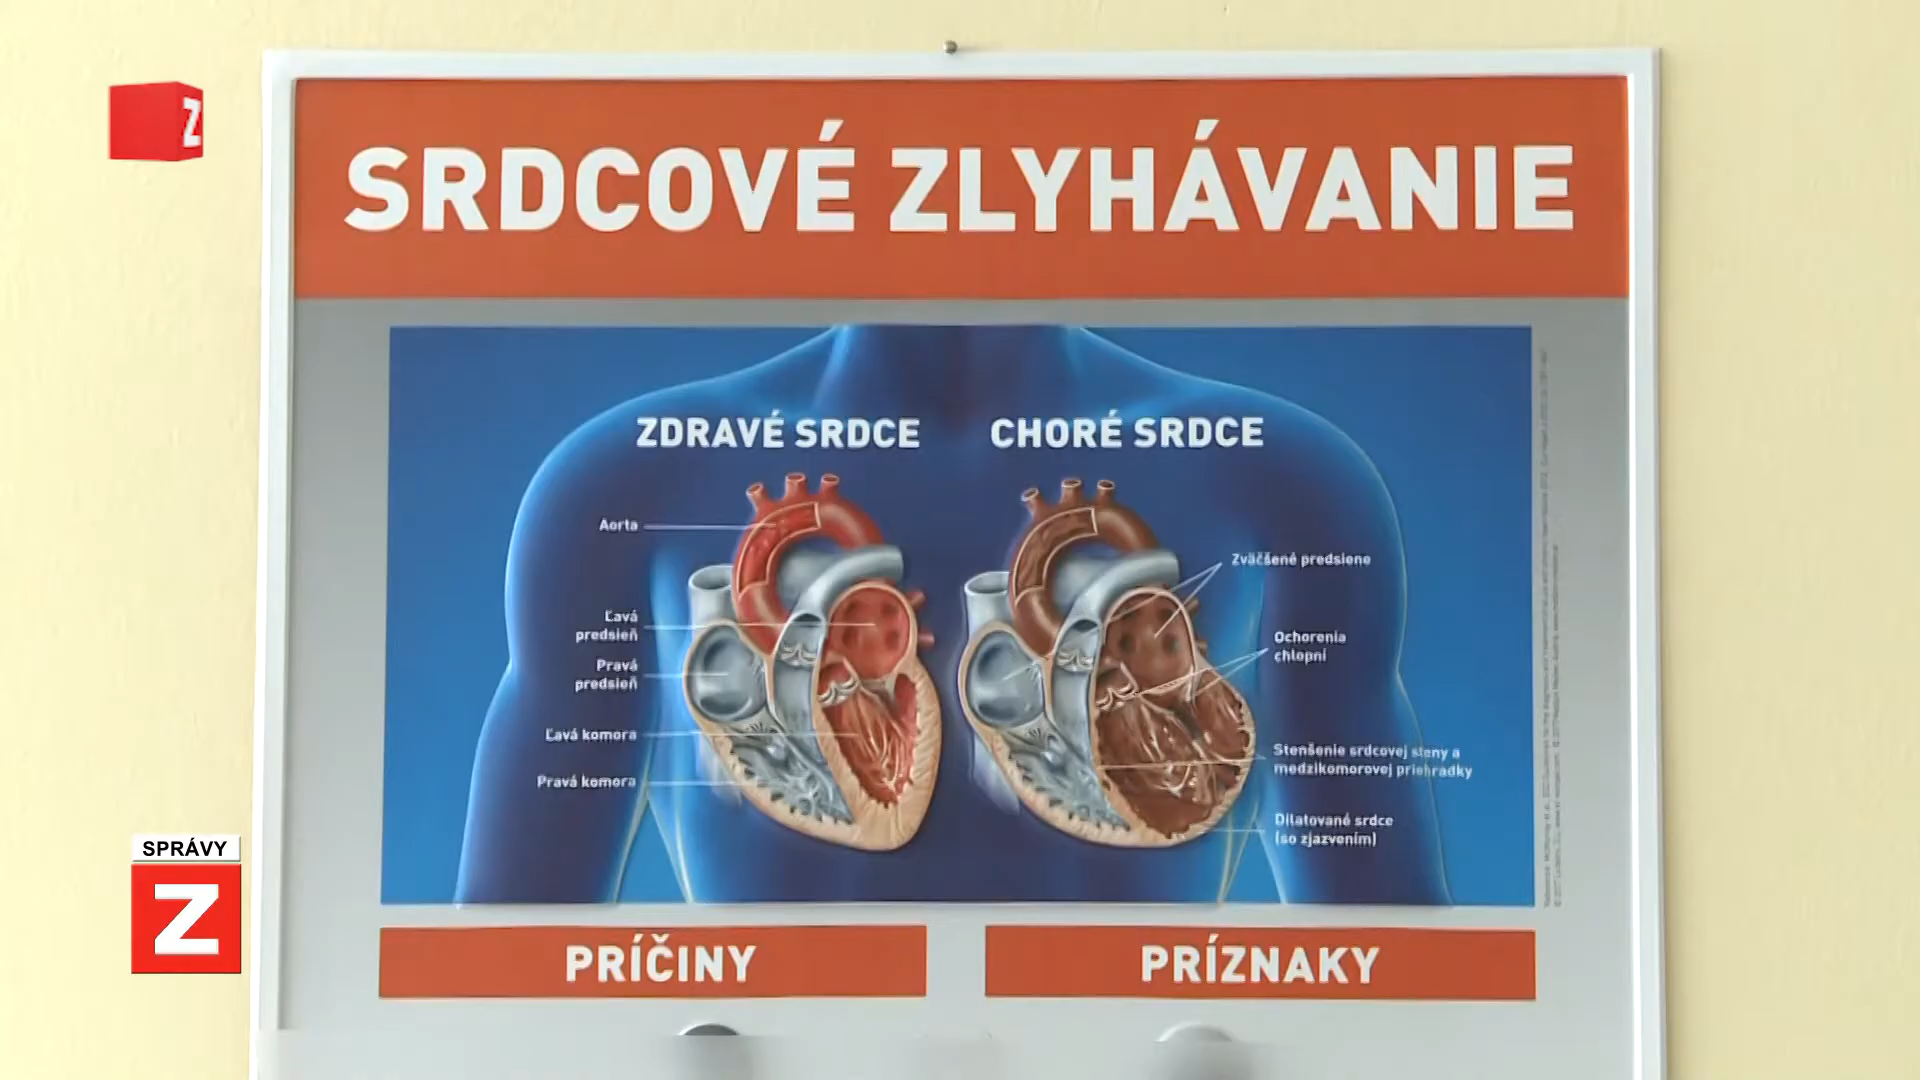 Z
SRDCOVÉ ZLYHÁVANIE
ZDRAVÉ SRDCE
CHORÉ SRDCE
Aorta
Ľavá
predsieň
Pravá
predsieň
Ľavá komora
Pravá komora
Zväčšené predsiene
Ochorenia
chlopní
Stenšenie srdcovej steny a
medzikomorovej priehradky
Dilatované srdce
(so zjazvením)
PRÍČINY
PRÍZNAKY
SPRÁVY
Z